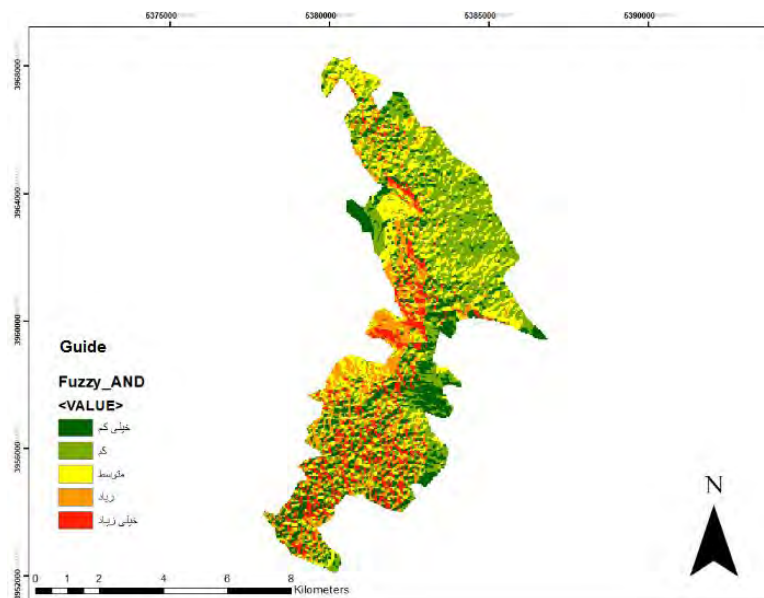 5375000 5380000 5385000 5390000
3968000
3964000
3960000
3956000
3952000
Guide
Fuzzy_AND
<VALUE>
خیلی کم
کم
متوسط
زیاد
خیلی زیاد
N
0 1 2 4 6 8
Kilometers